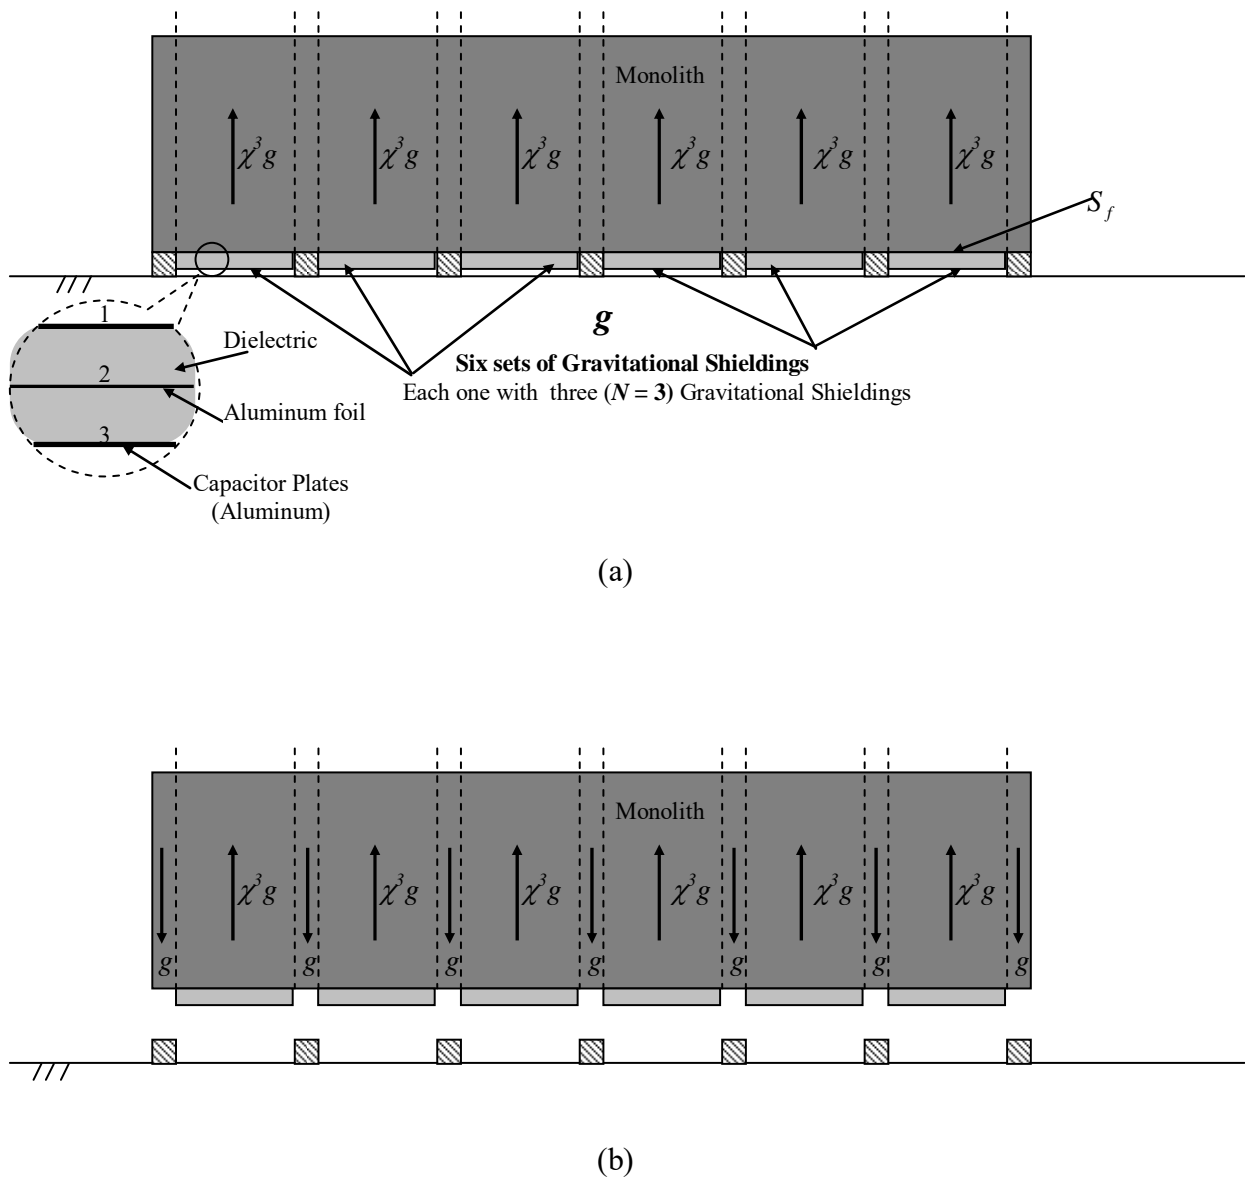 Monolith
χ³g χ³g χ³g χ³g χ³g χ³g
S_f
1
Dielectric
2
Aluminum foil
3
Capacitor Plates
(Aluminum)
g
Six sets of Gravitational Shieldings
Each one with three (N = 3) Gravitational Shieldings
(a)
Monolith
χ³g χ³g χ³g χ³g χ³g χ³g
g g g g g g g
(b)